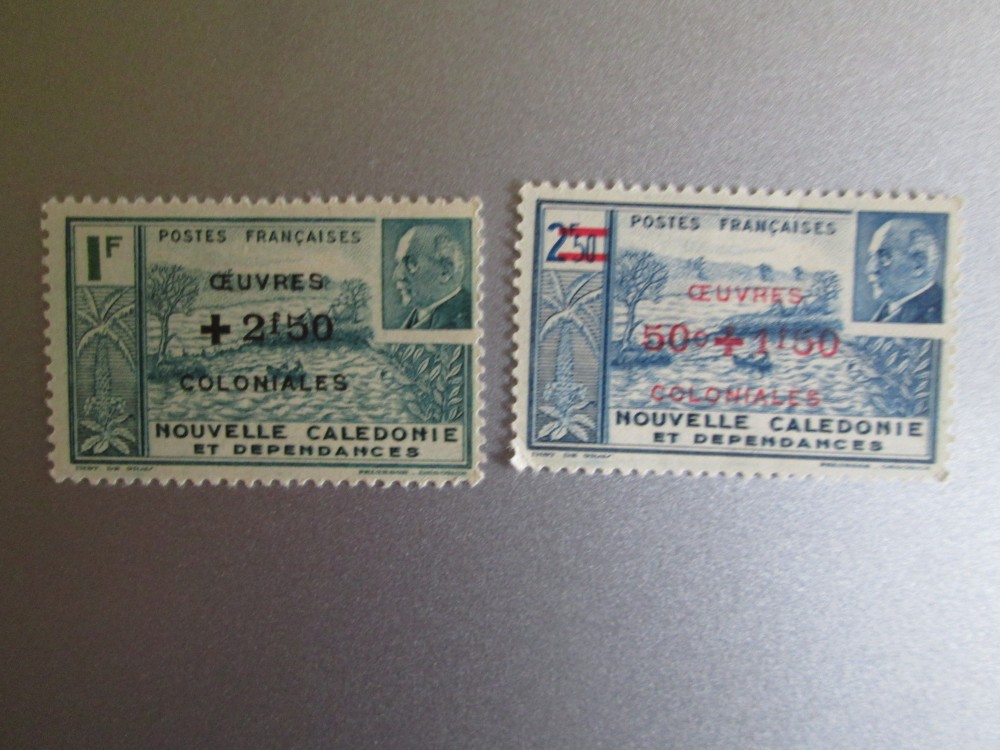 1F
POSTES FRANÇAISES
ŒUVRES
+ 2f50
COLONIALES
NOUVELLE CALEDONIE
ET DEPENDANCES
2F50
POSTES FRANÇAISES
ŒUVRES
50c + 1f50
COLONIALES
NOUVELLE CALEDONIE
ET DEPENDANCES